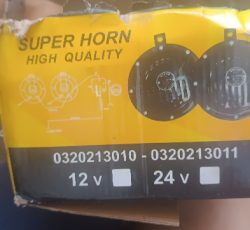 SUPER HORN
HIGH QUALITY
0320213010 - 0320213011
12 v 24 v